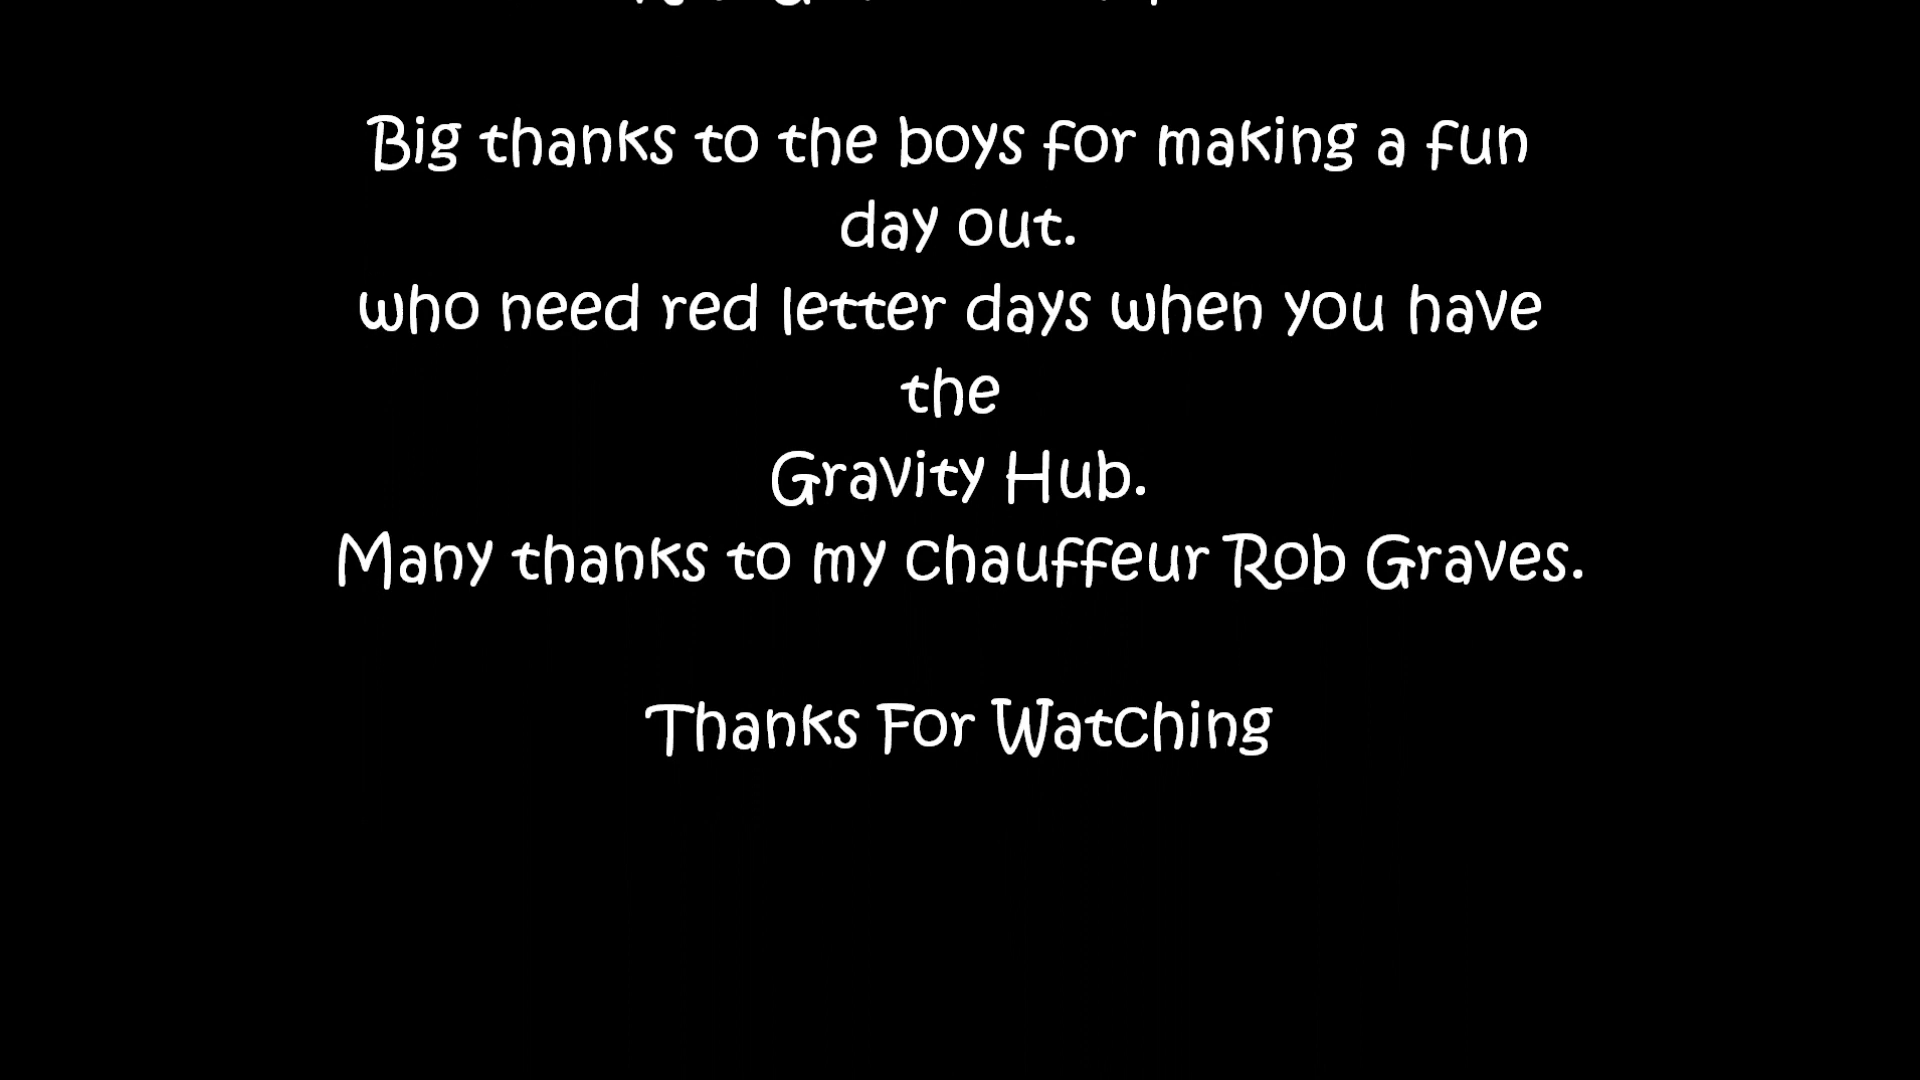 Big thanks to the boys for making a fun
day out.
who need red letter days when you have
the
Gravity Hub.
Many thanks to my chauffeur Rob Graves.
Thanks For Watching